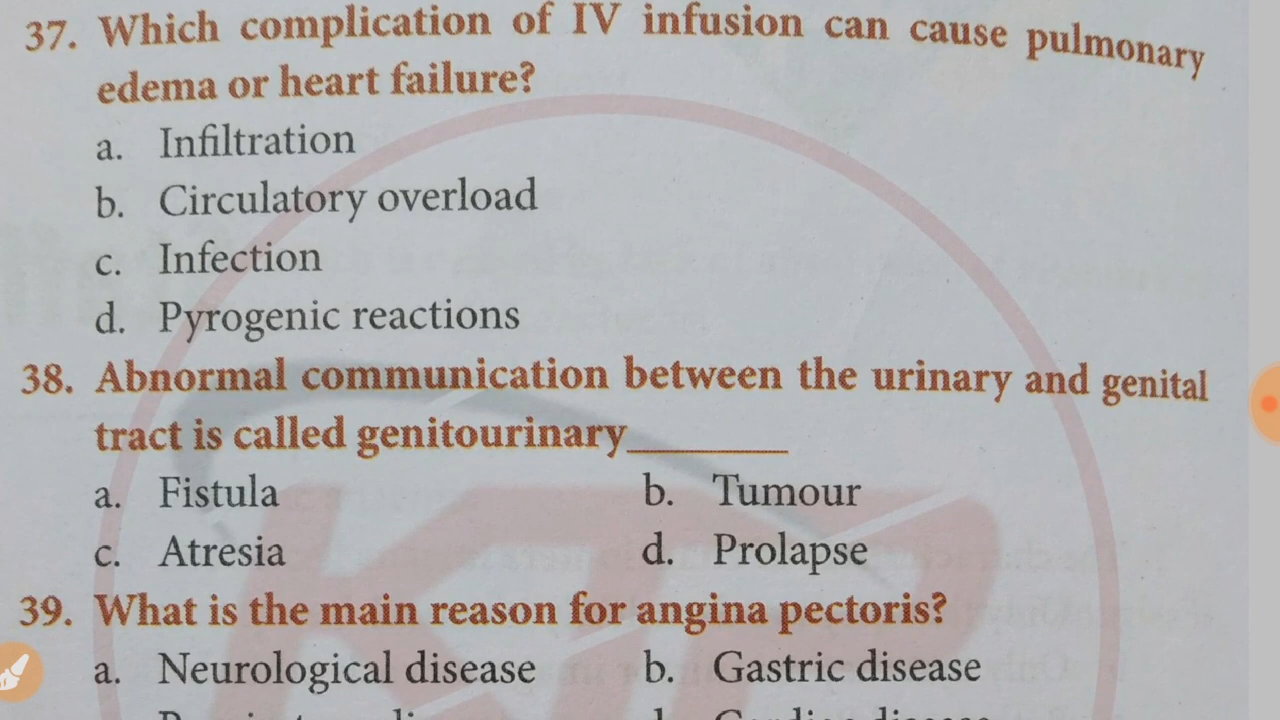 37. Which complication of IV infusion can cause pulmonary
edema or heart failure?
a. Infiltration
b. Circulatory overload
c. Infection
d. Pyrogenic reactions
38. Abnormal communication between the urinary and genital
tract is called genitourinary________
a. Fistula b. Tumour
c. Atresia d. Prolapse
39. What is the main reason for angina pectoris?
a. Neurological disease b. Gastric disease